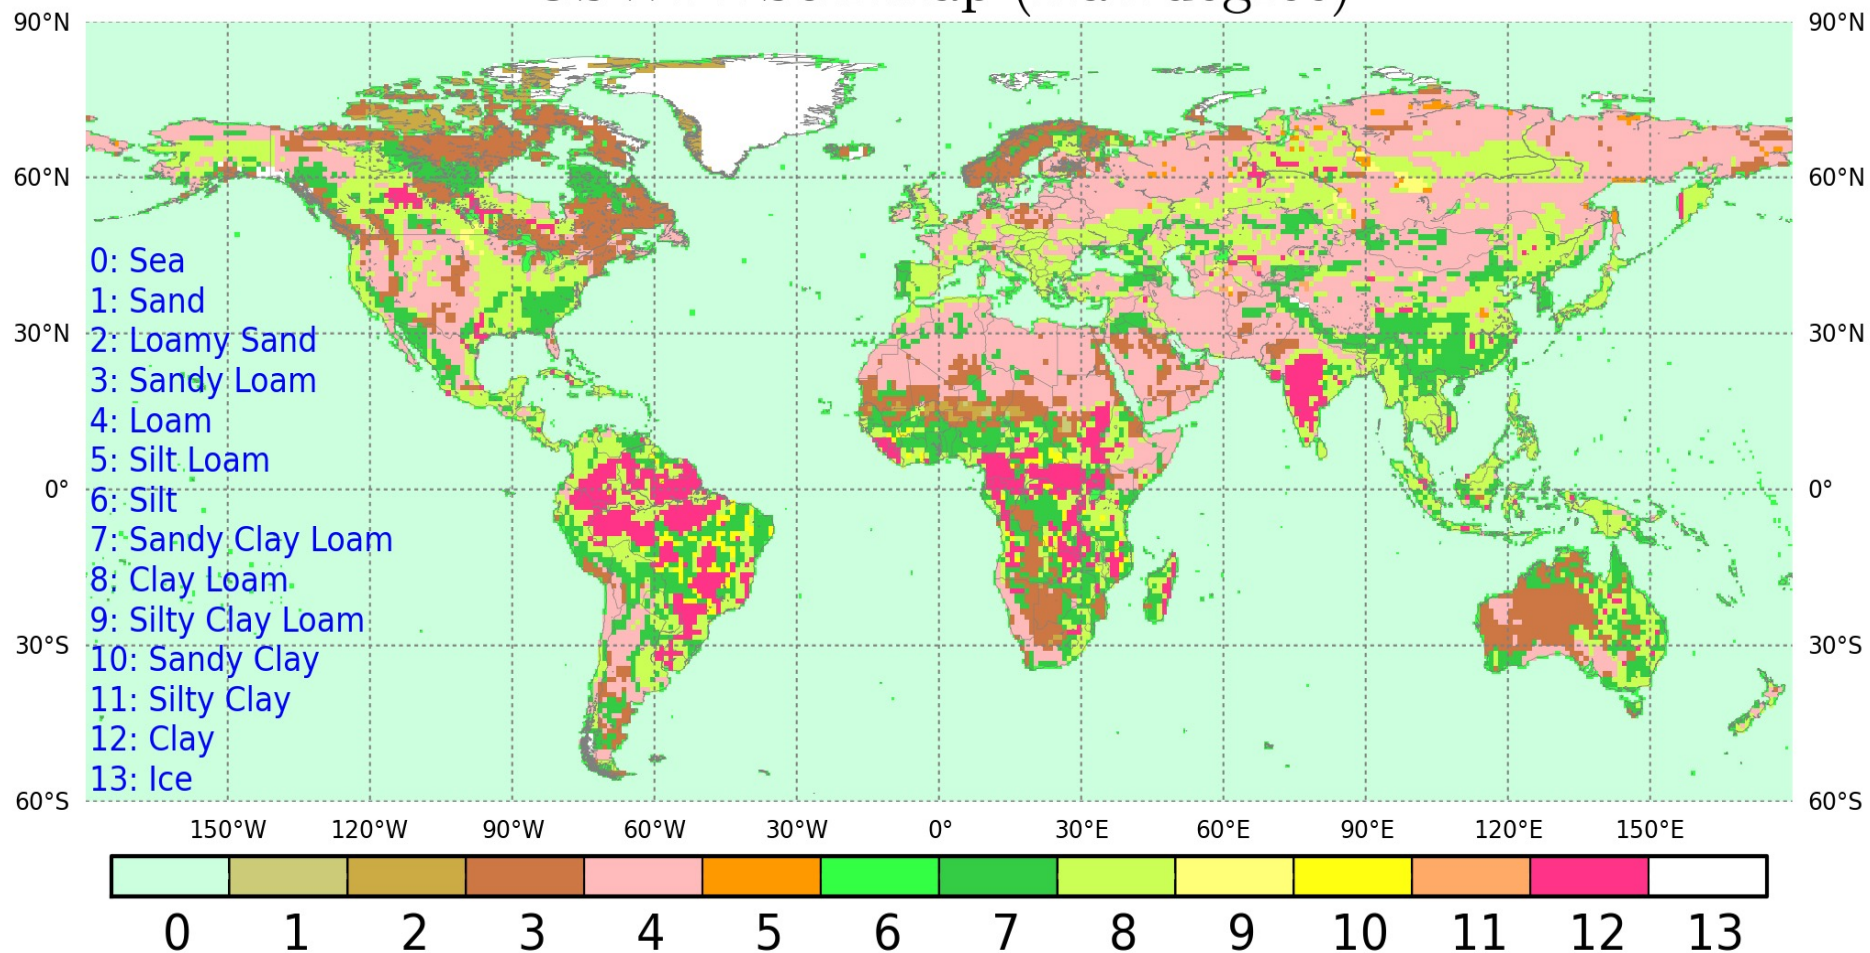 90°N 90°N
60°N 60°N
0: Sea
1: Sand
30°N 30°N
2: Loamy Sand
3: Sandy Loam
4: Loam
5: Silt Loam
0° 0°
6: Silt
7: Sandy Clay Loam
8: Clay Loam
9: Silty Clay Loam
30°S 30°S
10: Sandy Clay
11: Silty Clay
12: Clay
13: Ice
60°S 60°S
150°W 120°W 90°W 60°W 30°W 0° 30°E 60°E 90°E 120°E 150°E
0 1 2 3 4 5 6 7 8 9 10 11 12 13